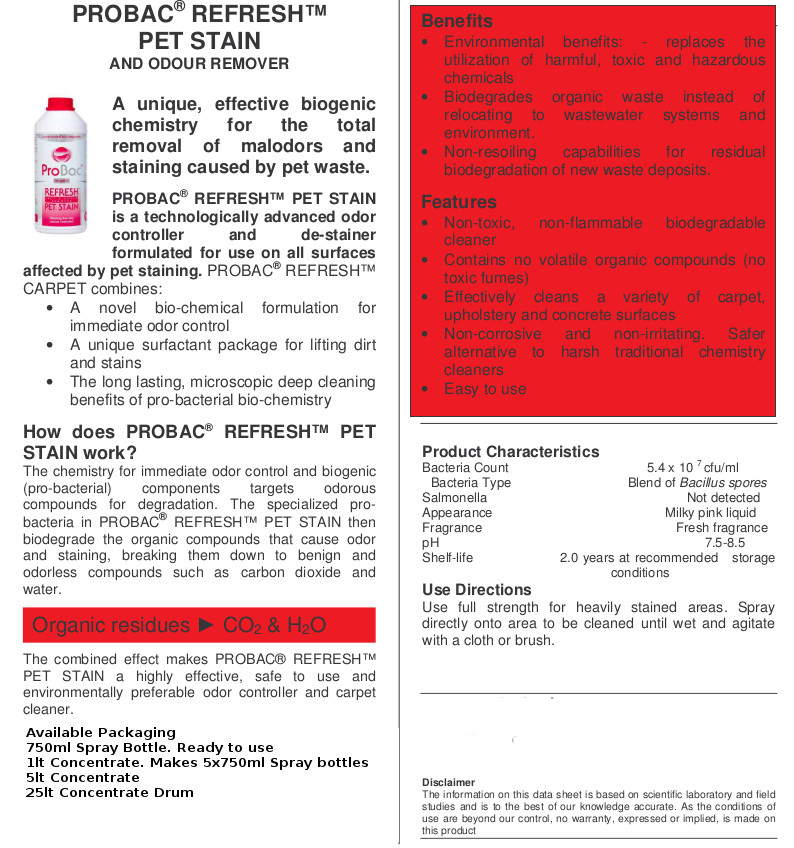 PROBAC® REFRESH™
PET STAIN
AND ODOUR REMOVER
ProBac
REFRESH
PET STAIN
A unique, effective biogenic
chemistry for the total
removal of malodors and
staining caused by pet waste.
PROBAC® REFRESH™ PET STAIN
is a technologically advanced odor
controller and de-stainer
formulated for use on all surfaces
affected by pet staining. PROBAC® REFRESH™
CARPET combines:
• A novel bio-chemical formulation for
immediate odor control
• A unique surfactant package for lifting dirt
and stains
• The long lasting, microscopic deep cleaning
benefits of pro-bacterial bio-chemistry
How does PROBAC® REFRESH™ PET
STAIN work?
The chemistry for immediate odor control and biogenic
(pro-bacterial) components targets odorous
compounds for degradation. The specialized pro-
bacteria in PROBAC® REFRESH™ PET STAIN then
biodegrade the organic compounds that cause odor
and staining, breaking them down to benign and
odorless compounds such as carbon dioxide and
water.
Organic residues ► CO₂ & H₂O
The combined effect makes PROBAC® REFRESH™
PET STAIN a highly effective, safe to use and
environmentally preferable odor controller and carpet
cleaner.
Available Packaging
750ml Spray Bottle. Ready to use
1lt Concentrate. Makes 5x750ml Spray bottles
5lt Concentrate
25lt Concentrate Drum
Benefits
• Environmental benefits: - replaces the
utilization of harmful, toxic and hazardous
chemicals
• Biodegrades organic waste instead of
relocating to wastewater systems and
environment.
• Non-resoiling capabilities for residual
biodegradation of new waste deposits.
Features
• Non-toxic, non-flammable biodegradable
cleaner
• Contains no volatile organic compounds (no
toxic fumes)
• Effectively cleans a variety of carpet,
upholstery and concrete surfaces
• Non-corrosive and non-irritating. Safer
alternative to harsh traditional chemistry
cleaners
• Easy to use
Product Characteristics
Bacteria Count 5.4 x 10 ⁷ cfu/ml
Bacteria Type Blend of Bacillus spores
Salmonella Not detected
Appearance Milky pink liquid
Fragrance Fresh fragrance
pH 7.5-8.5
Shelf-life 2.0 years at recommended storage
conditions
Use Directions
Use full strength for heavily stained areas. Spray
directly onto area to be cleaned until wet and agitate
with a cloth or brush.
Disclaimer
The information on this data sheet is based on scientific laboratory and field
studies and is to the best of our knowledge accurate. As the conditions of
use are beyond our control, no warranty, expressed or implied, is made on
this product